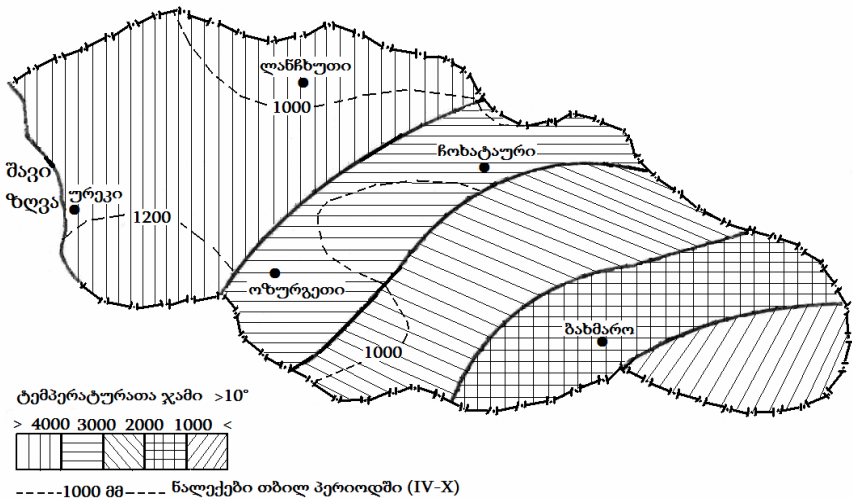 ლანჩხუთი
1000
ჩოხატაური
შავი
ზღვა
ურეკი
1200
ოზურგეთი
ბახმარო
1000
ტემპერატურათა ჯამი >10°
> 4000 3000 2000 1000 <
1000 მმ ნალექები თბილ პერიოდში (IV-X)